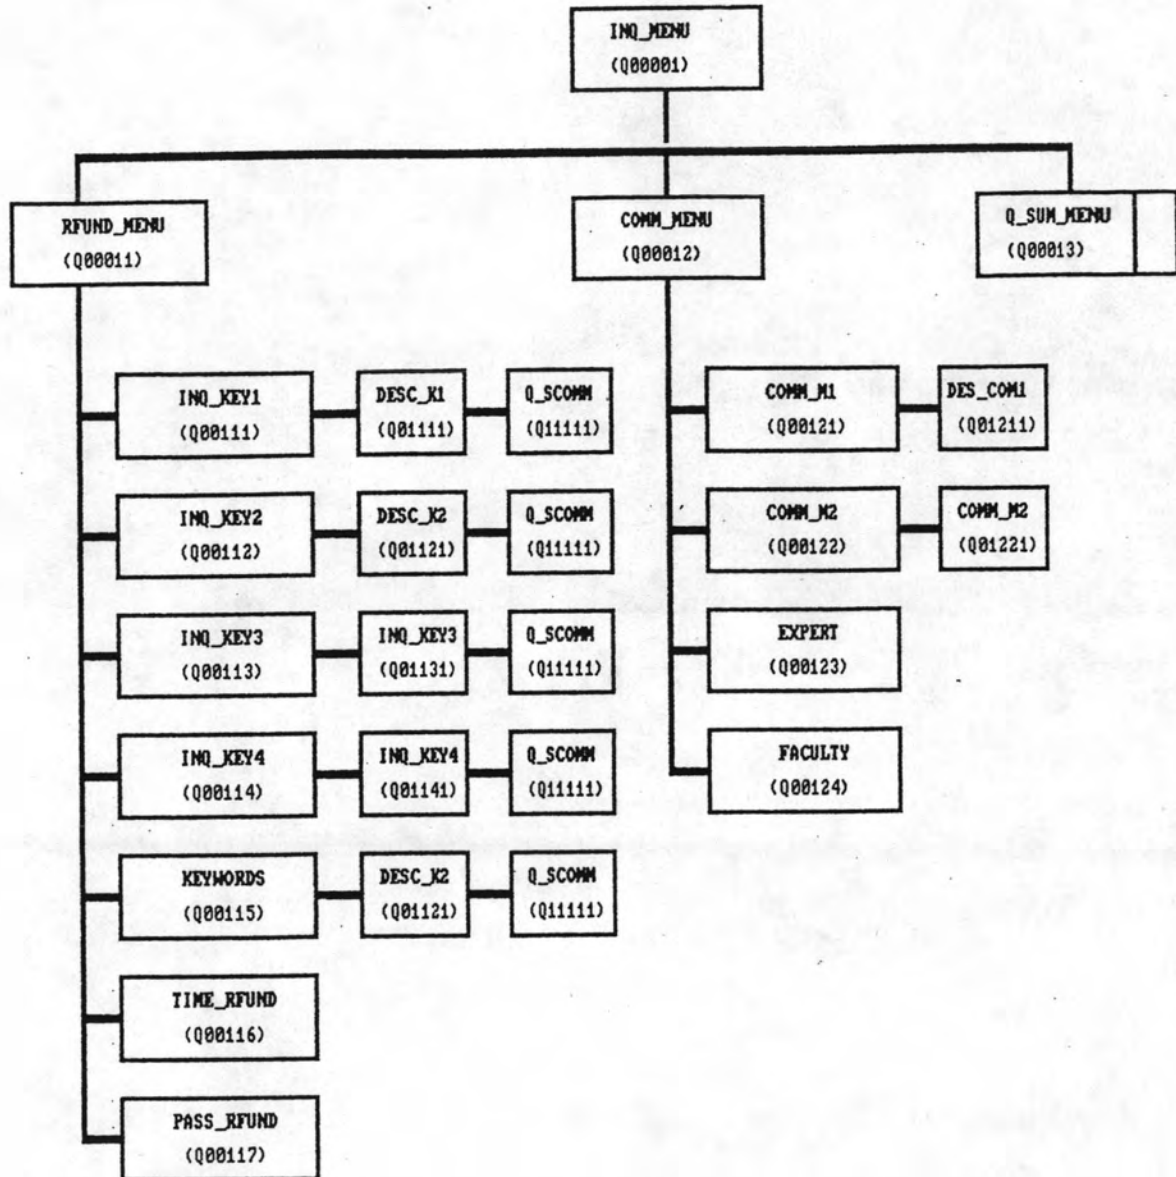 INQ_MENU
(Q00001)
RFUND_MENU
(Q00011)
COMM_MENU
(Q00012)
Q_SUM_MENU
(Q00013)
INQ_KEY1
(Q00111)
DESC_K1
(Q01111)
Q_SCOMM
(Q11111)
COMM_M1
(Q00121)
DES_COM1
(Q01211)
INQ_KEY2
(Q00112)
DESC_K2
(Q01121)
Q_SCOMM
(Q11111)
COMM_M2
(Q00122)
COMM_M2
(Q01221)
INQ_KEY3
(Q00113)
INQ_KEY3
(Q01131)
Q_SCOMM
(Q11111)
EXPERT
(Q00123)
INQ_KEY4
(Q00114)
INQ_KEY4
(Q01141)
Q_SCOMM
(Q11111)
FACULTY
(Q00124)
KEYWORDS
(Q00115)
DESC_K2
(Q01121)
Q_SCOMM
(Q11111)
TIME_RFUND
(Q00116)
PASS_RFUND
(Q00117)